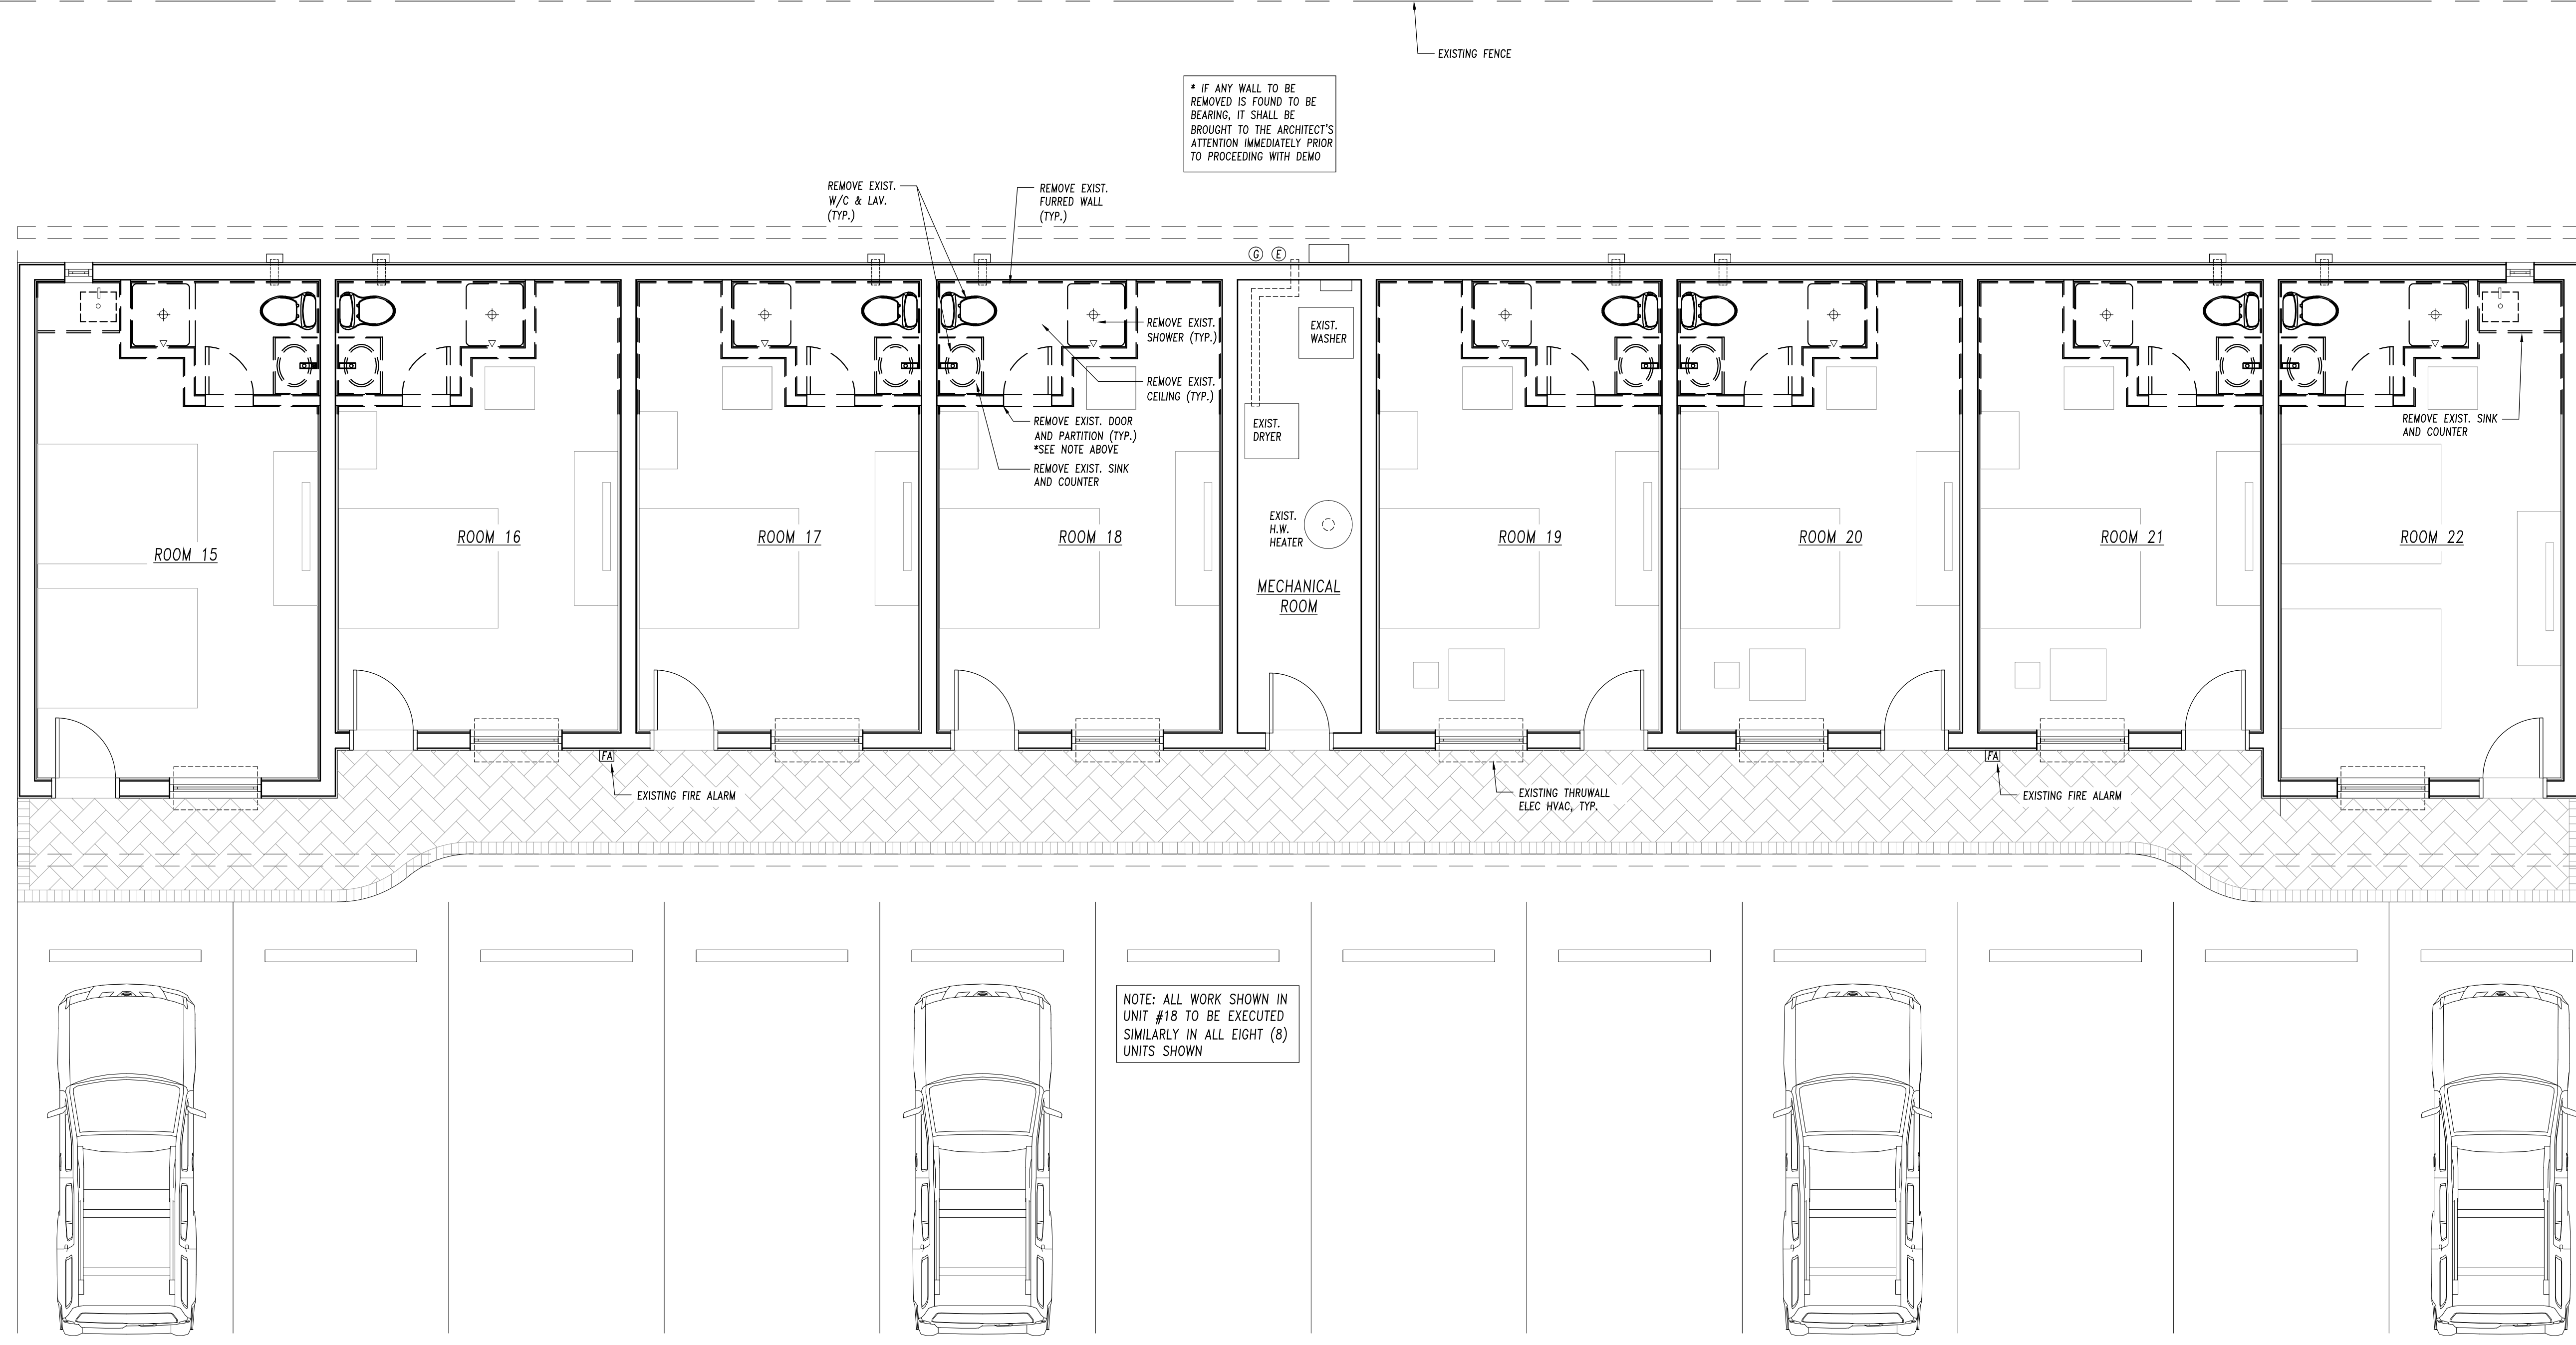 EXISTING FENCE
* IF ANY WALL TO BE
REMOVED IS FOUND TO BE
BEARING, IT SHALL BE
BROUGHT TO THE ARCHITECT'S
ATTENTION IMMEDIATELY PRIOR
TO PROCEEDING WITH DEMO
REMOVE EXIST.
W/C & LAV.
(TYP.)
REMOVE EXIST.
FURRED WALL
(TYP.)
G
E
REMOVE EXIST.
SHOWER (TYP.)
EXIST.
WASHER
REMOVE EXIST.
CEILING (TYP.)
REMOVE EXIST. DOOR
AND PARTITION (TYP.)
*SEE NOTE ABOVE
EXIST.
DRYER
REMOVE EXIST. SINK
AND COUNTER
REMOVE EXIST. SINK
AND COUNTER
EXIST.
H.W.
HEATER
ROOM 15
ROOM 16
ROOM 17
ROOM 18
MECHANICAL
ROOM
ROOM 19
ROOM 20
ROOM 21
ROOM 22
FA
EXISTING FIRE ALARM
EXISTING THRUWALL
ELEC HVAC, TYP.
FA
EXISTING FIRE ALARM
NOTE: ALL WORK SHOWN IN
UNIT #18 TO BE EXECUTED
SIMILARLY IN ALL EIGHT (8)
UNITS SHOWN